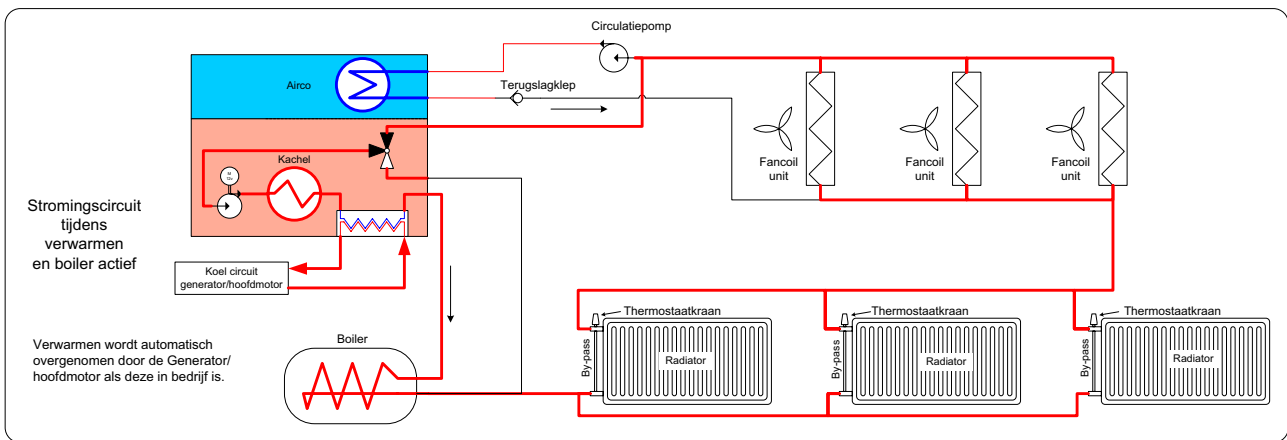 Circulatiepomp
Airco
Terugslagklep
Kachel
M
12v
Fancoil
unit
Fancoil
unit
Fancoil
unit
Stromingscircuit
tijdens
verwarmen
en boiler actief
Koel circuit
generator/hoofdmotor
Thermostaatkraan
Thermostaatkraan
Thermostaatkraan
Verwarmen wordt automatisch
overgenomen door de Generator/
hoofdmotor als deze in bedrijf is.
Boiler
By-pass
Radiator
By-pass
Radiator
By-pass
Radiator